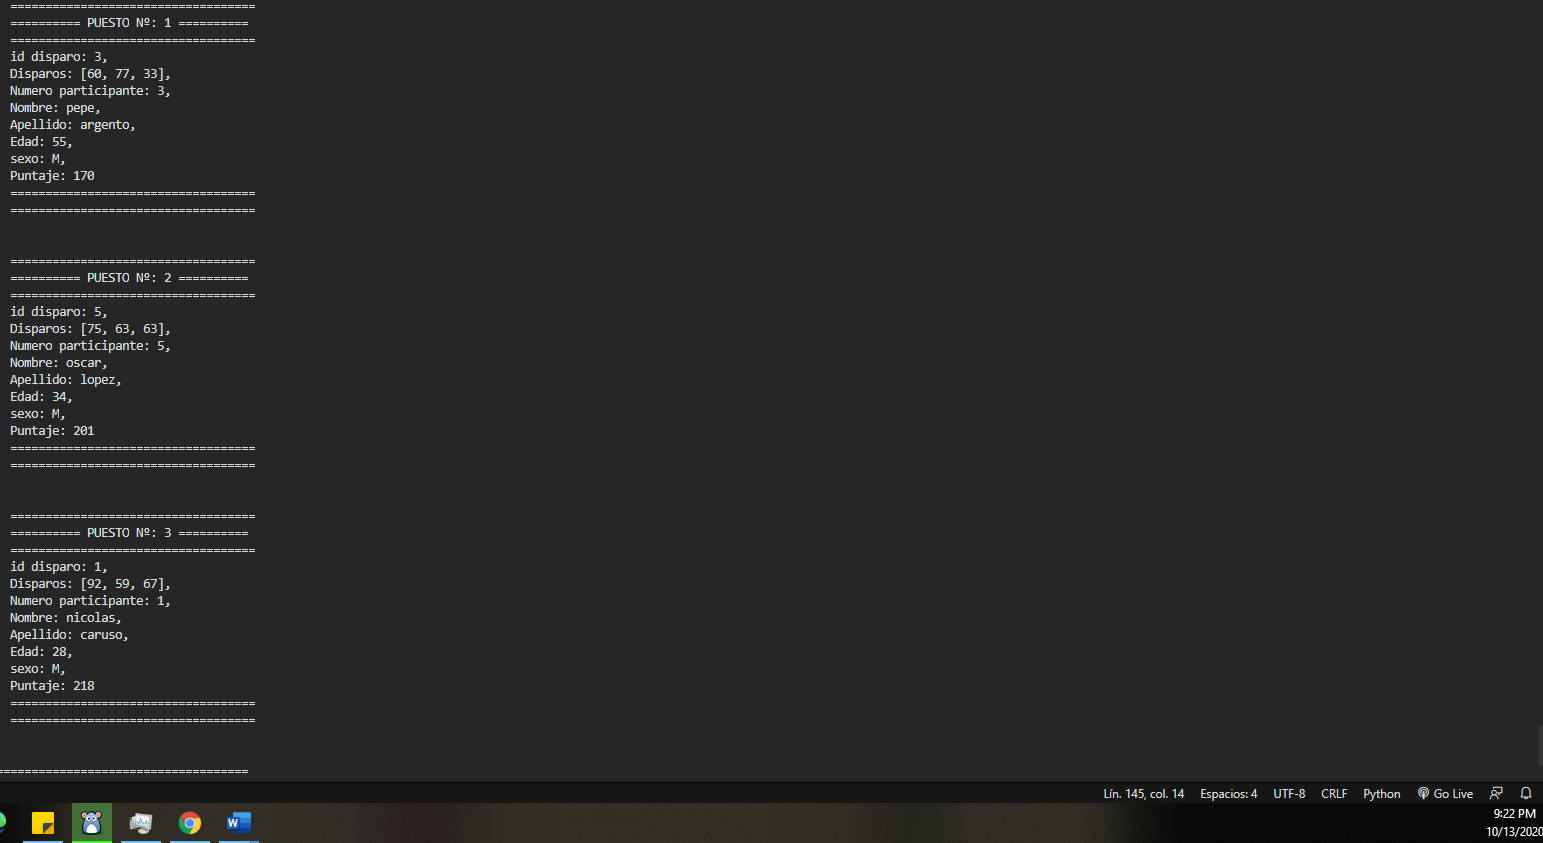 ===================================
========== PUESTO Nº: 1 ==========
===================================
id disparo: 3,
Disparos: [60, 77, 33],
Numero participante: 3,
Nombre: pepe,
Apellido: argento,
Edad: 55,
sexo: M,
Puntaje: 170
===================================
===================================
===================================
========== PUESTO Nº: 2 ==========
===================================
id disparo: 5,
Disparos: [75, 63, 63],
Numero participante: 5,
Nombre: oscar,
Apellido: lopez,
Edad: 34,
sexo: M,
Puntaje: 201
===================================
===================================
===================================
========== PUESTO Nº: 3 ==========
===================================
id disparo: 1,
Disparos: [92, 59, 67],
Numero participante: 1,
Nombre: nicolas,
Apellido: caruso,
Edad: 28,
sexo: M,
Puntaje: 218
===================================
===================================
===================================
Lín. 145, col. 14 Espacios: 4 UTF-8 CRLF Python Go Live
W
9:22 PM
10/13/2020